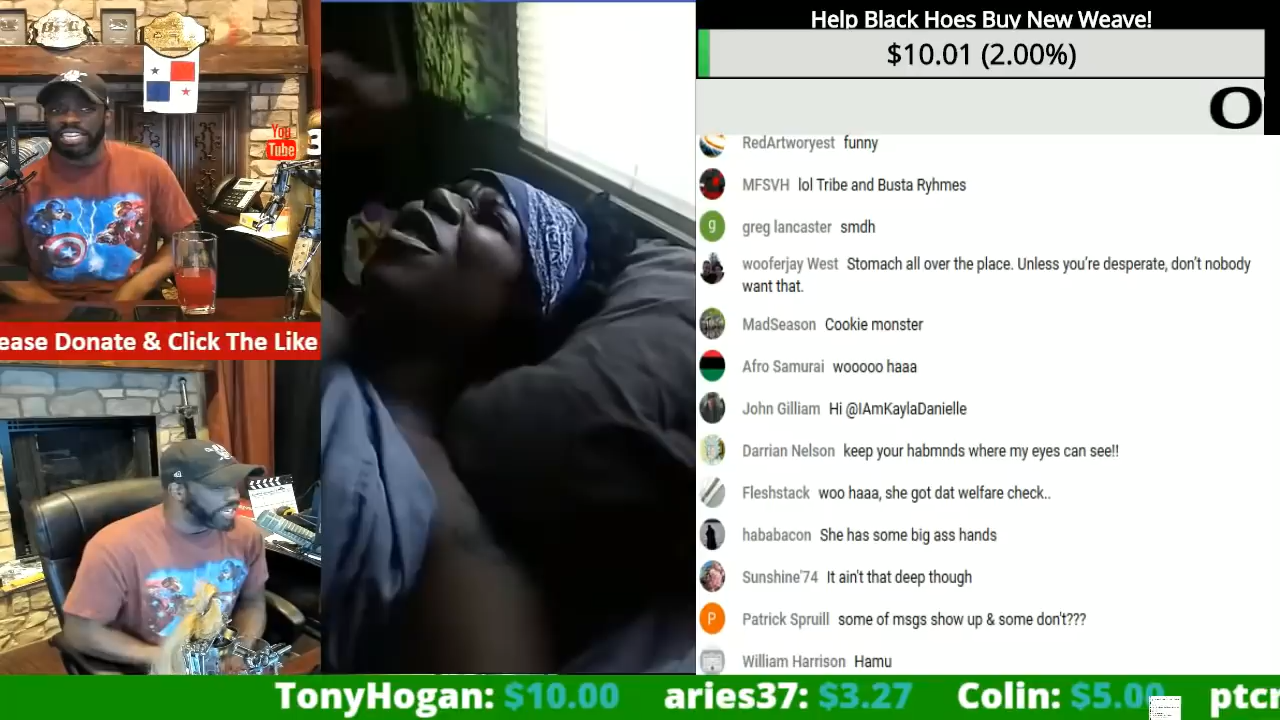 Help Black Hoes Buy New Weave!
$10.01 (2.00%)
O
You
Tube
RedArtworyest funny
MFSVH lol Tribe and Busta Ryhmes
g greg lancaster smdh
wooferjay West Stomach all over the place. Unless you're desperate, don't nobody
want that.
MadSeason Cookie monster
Afro Samurai wooooo haaa
John Gilliam Hi @IAmKaylaDanielle
Darrian Nelson keep your habmnds where my eyes can see!!
Fleshstack woo haaa, she got dat welfare check..
hababacon She has some big ass hands
Sunshine'74 It ain't that deep though
P Patrick Spruill some of msgs show up & some don't???
William Harrison Hamu
ease Donate & Click The Like
TonyHogan: $10.00 aries37: $3.27 Colin: $5.00 ptcr